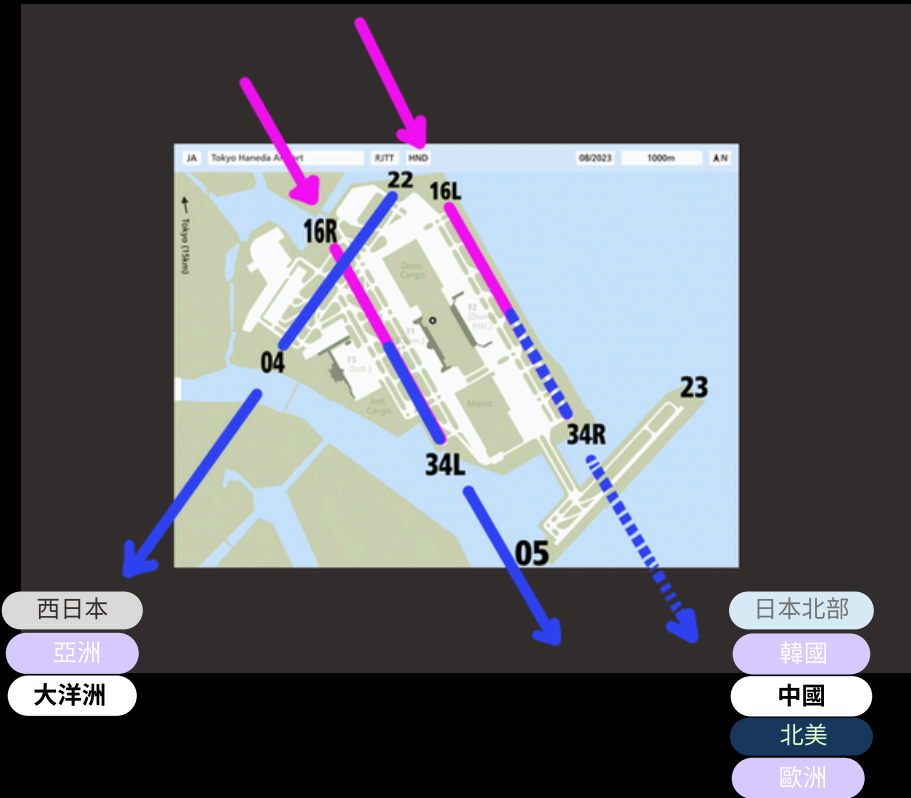 JA Tokyo Haneda Airport RJTT HND 08/2023 1000m N
22
16L
16R
Tokyo (15km)
Dom. Cargo
T2
(Dom. Intl.)
T1
T3
(Intl.)
04
23
Intl. Cargo
Maint.
34R
34L
05
西日本
亞洲
大洋洲
日本北部
韓國
中國
北美
歐洲